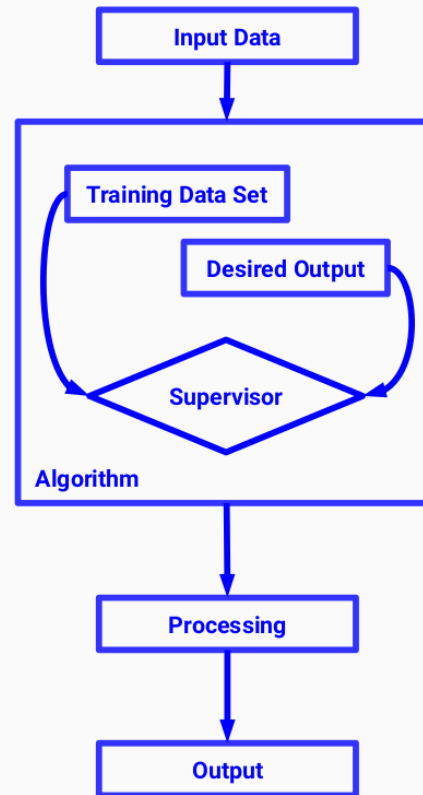 Input Data
Training Data Set
Desired Output
Supervisor
Algorithm
Processing
Output